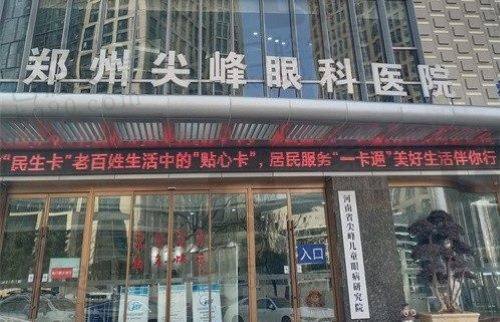 郑州尖峰眼科医院
“民生卡”老百姓生活中的“贴心卡”，居民服务“一卡通”美好生活伴你行
入口
河南省尖峰儿童眼病研究院